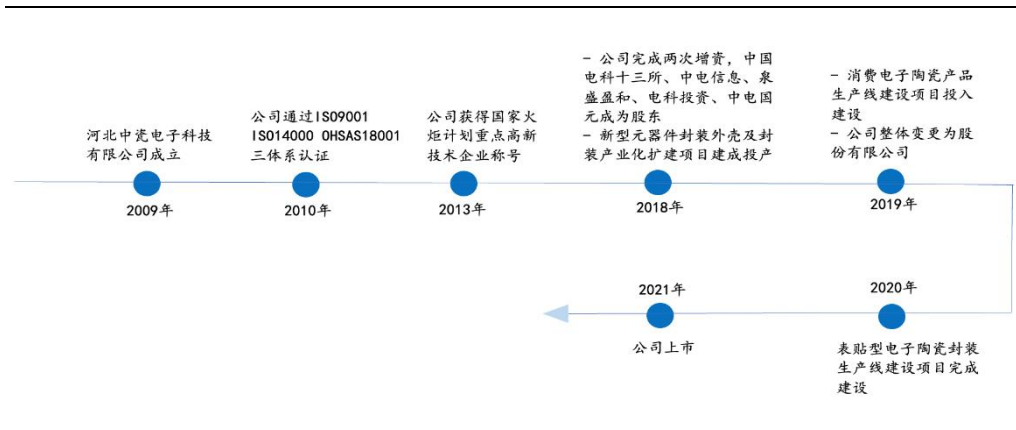 河北中瓷电子科技
有限公司成立
2009年
公司通过ISO9001
ISO14000 OHSAS18001
三体系认证
2010年
公司获得国家火
炬计划重点高新
技术企业称号
2013年
- 公司完成两次增资，中国
电科十三所、中电信息、泉
盛盈和、电科投资、中电国
元成为股东
- 新型元器件封装外壳及封
装产业化扩建项目建成投产
2018年
- 消费电子陶瓷产品
生产线建设项目投入
建设
- 公司整体变更为股
份有限公司
2019年
2020年
表贴型电子陶瓷封装
生产线建设项目完成
建设
2021年
公司上市